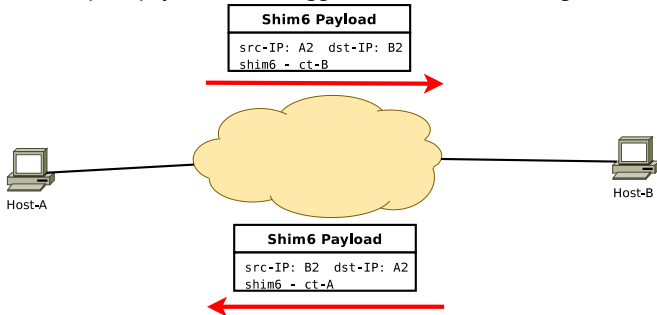 Shim6 Payload
src-IP: A2 dst-IP: B2
shim6 - ct-B
Host-A
Host-B
Shim6 Payload
src-IP: B2 dst-IP: A2
shim6 - ct-A